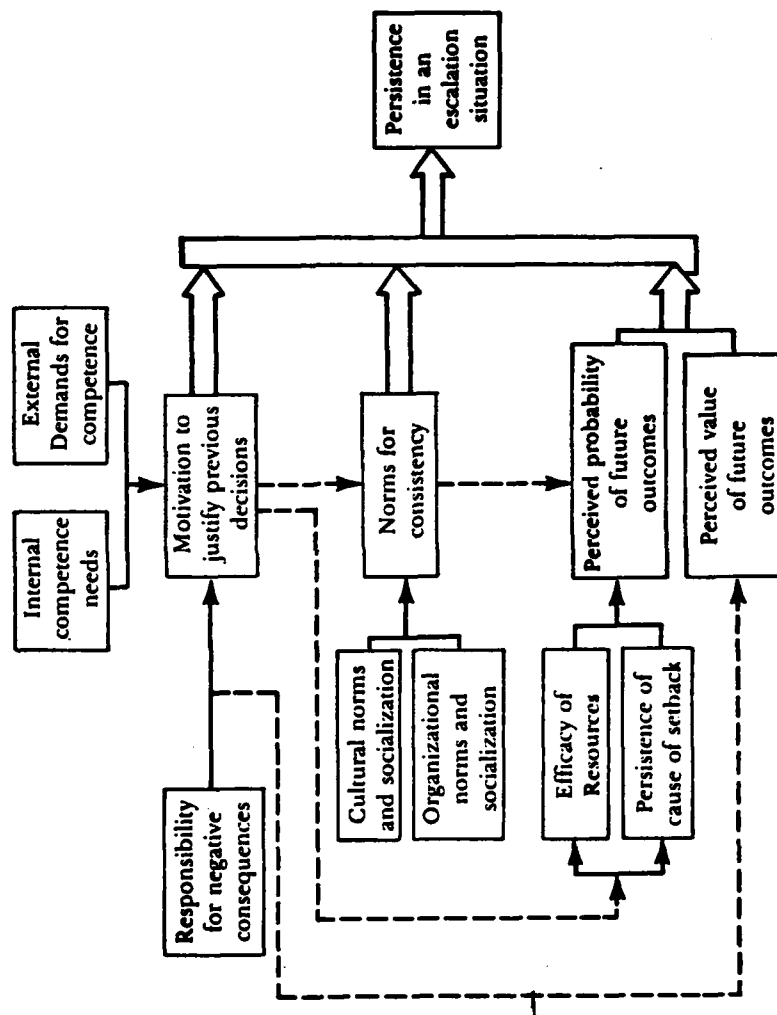 Internal
competence
needs
External
Demands for
competence
Responsibility
for negative
consequences
Motivation to
justify previous
decisions
Persistence
in an
escalation
situation
Cultural norms
and socialization
Organizational
norms and
socialization
Norms for
consistency
Efficacy of
Resources
Persistence of
cause of setback
Perceived probability
of future
outcomes
Perceived value
of future
outcomes